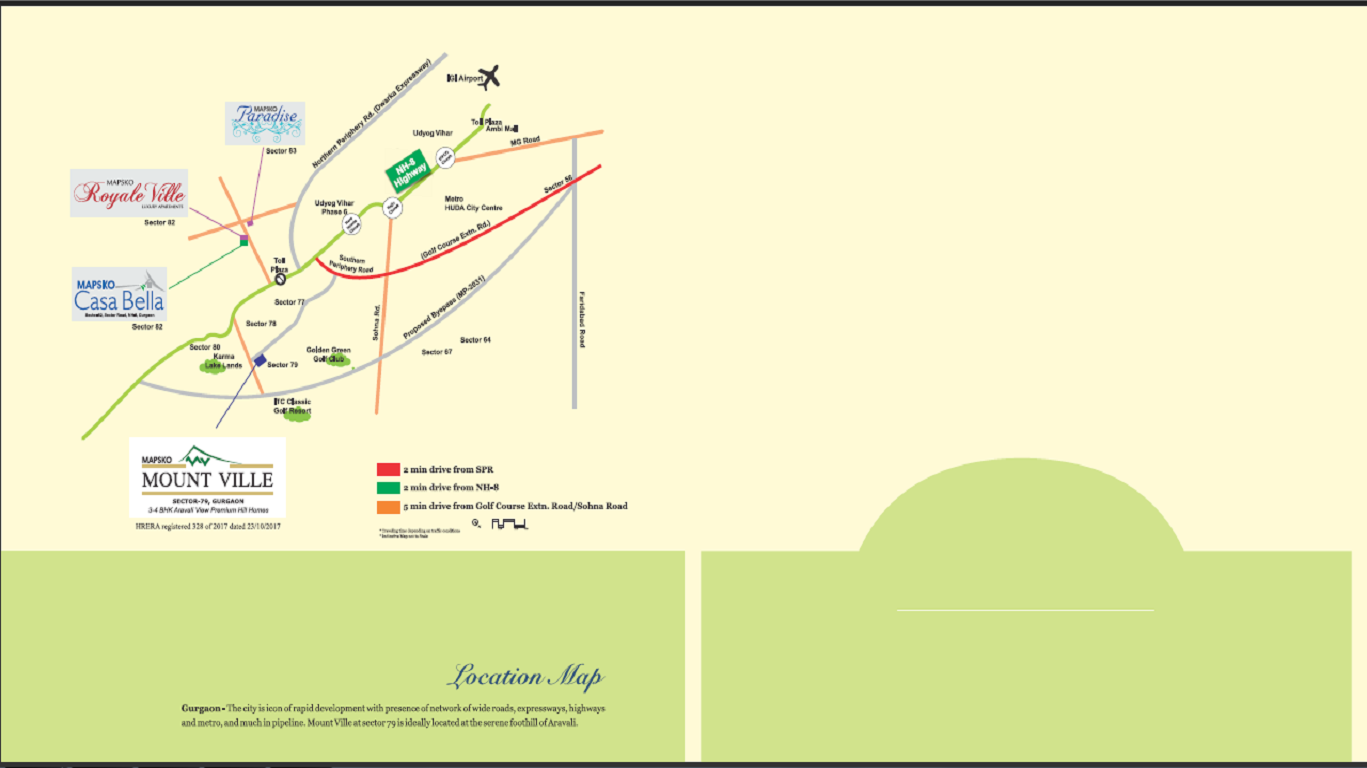 IGI Airport
Northern Periphery Rd. (Dwarka Expressway)
MAPSKO
Paradise
Sector 83
Toll Plaza
Ambi Mall
Udyog Vihar
MG Road
NH-8
Highway
MAPSKO
Royale Ville
LUXURY APARTMENTS
Sector 82
Sector 56
Metro
HUDA City Centre
Udyog Vihar
Phase 6
(Golf Course Extn. Rd.)
Southern
Periphery Road
Toll
Plaza
MAPSKO
Casa Bella
Sector 82
Sector 77
Sector 78
Sohna Rd.
Proposed Byepass (MP-2031)
Faridabad Road
Sector 80
Karma
Lake Lands
Sector 79
Golden Green
Golf Club
Sector 64
Sector 67
ITC Classic
Golf Resort
MAPSKO
MOUNT VILLE
SECTOR-79, GURGAON
3-4 BHK Aravali View Premium Hill Homes
HRERA registered 328 of 2017 dated 23/10/2017
2 min drive from SPR
2 min drive from NH-8
5 min drive from Golf Course Extn. Road/Sohna Road
Location Map
Gurgaon - The city is icon of rapid development with presence of network of wide roads, expressways, highways
and metro, and much in pipeline. Mount Ville at sector 79 is ideally located at the serene foothill of Aravali.